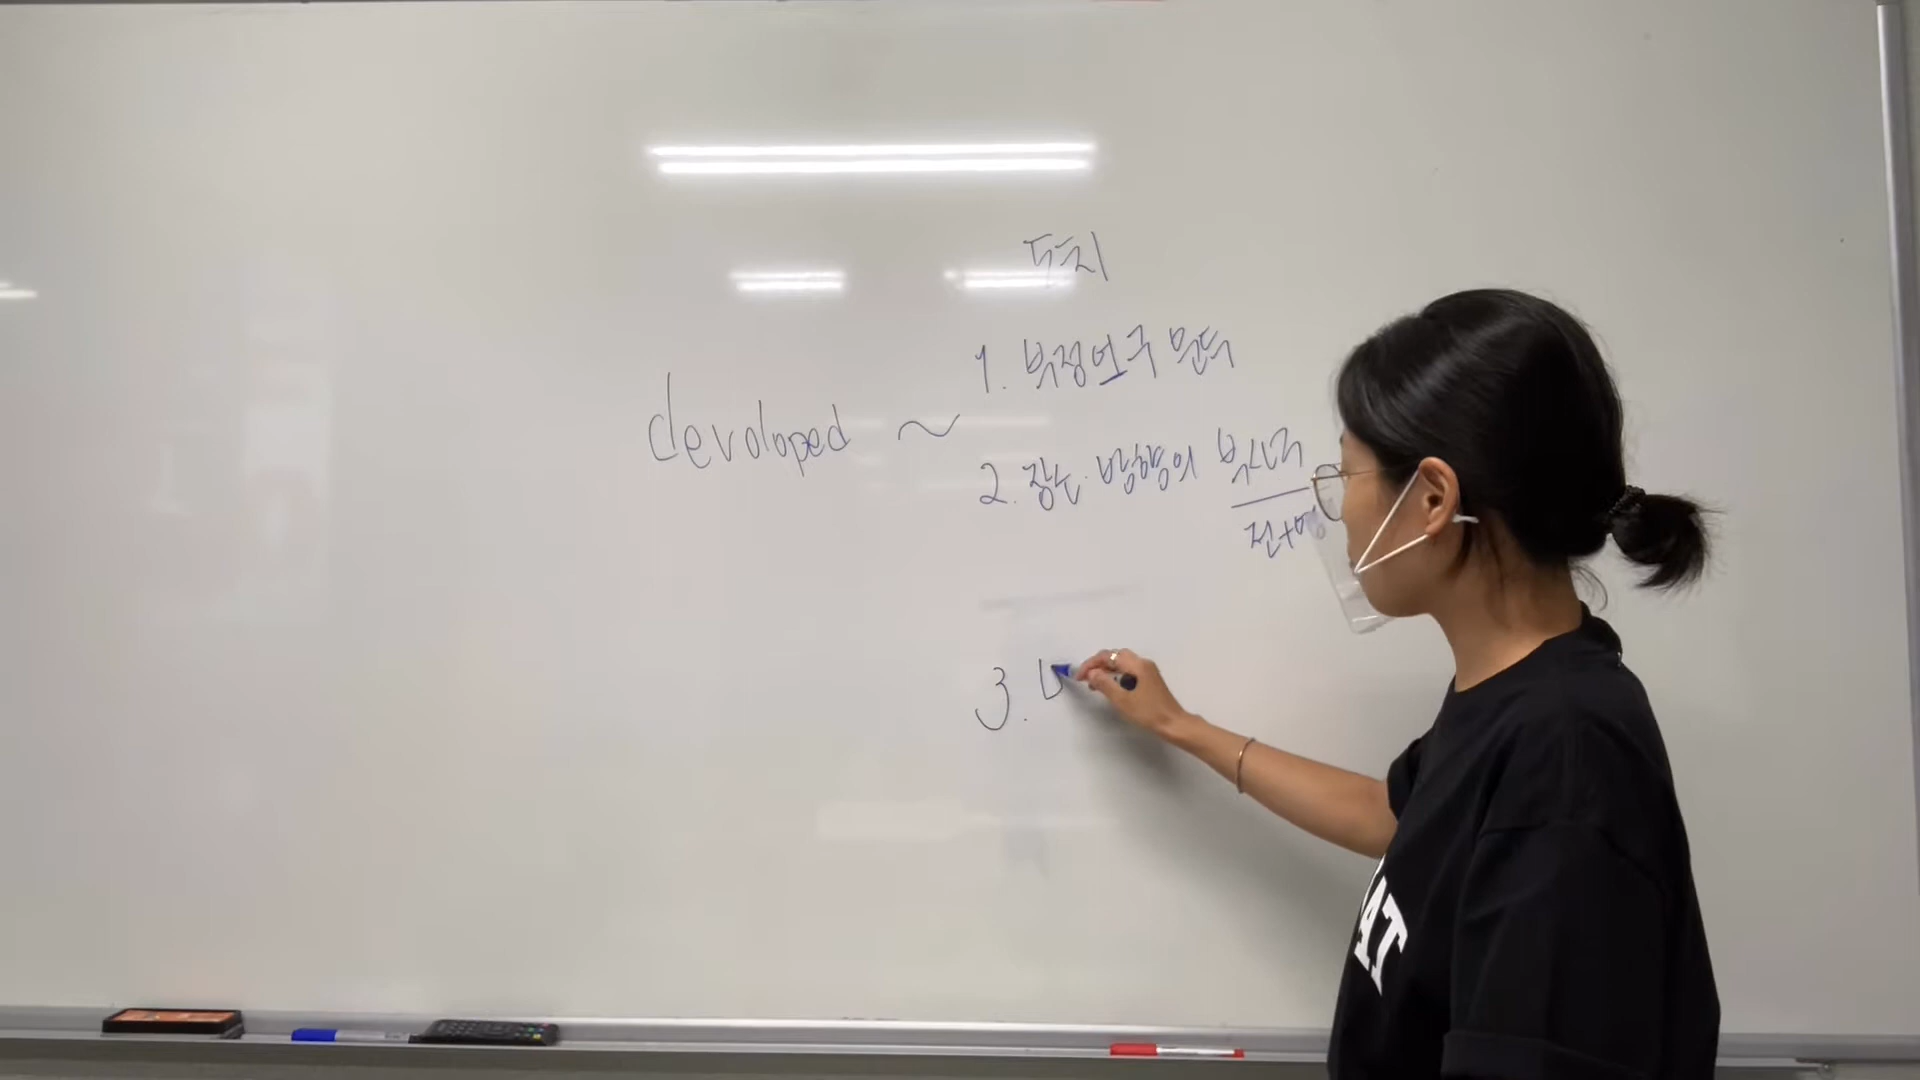 도치
developed ~
1. 부정어구 문두
2. 장소·방향의 부사구
전+명
3.
AT